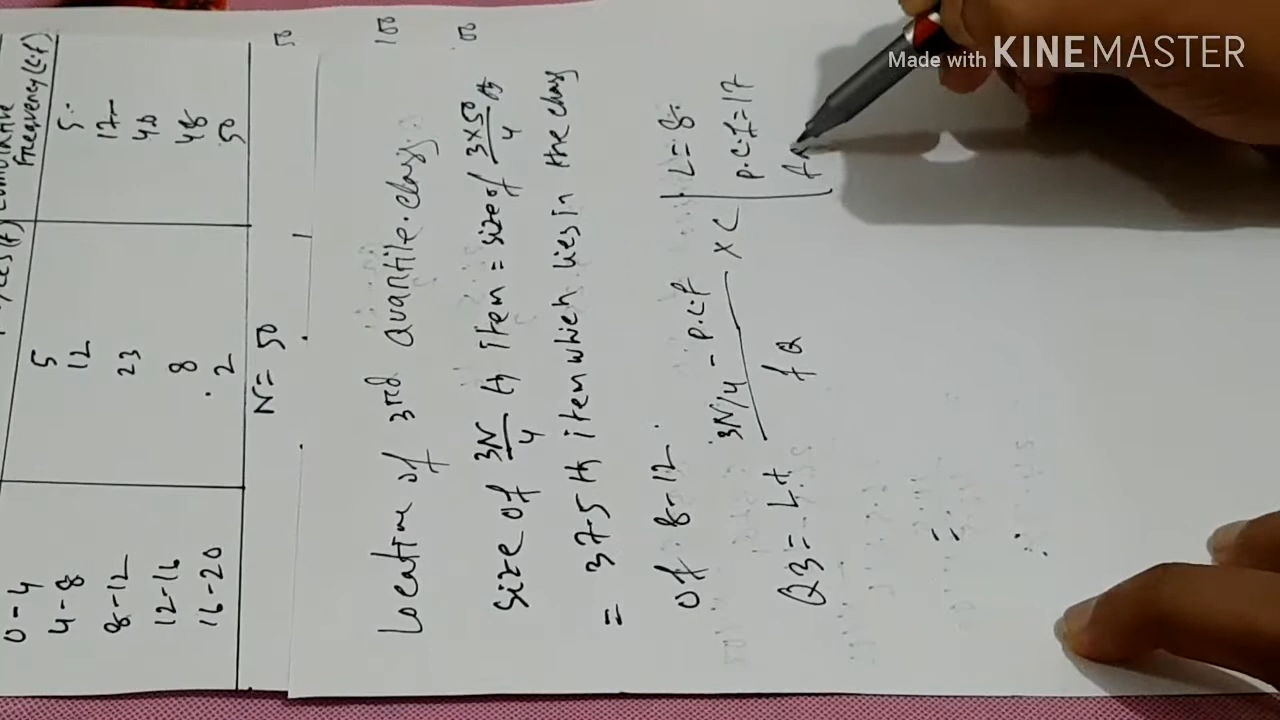 Cumulative
Frequency (c.f)
0-4 5 5
4-8 12 17
8-12 23 40
12-16 8 48
16-20 2 50
N= 50
Location of 3rd Quantile class
Size of 3N/4 th item = size of 3×50/4 th
= 37.5 th item which lies in the class
of 8-12
Q3= L+ 3N/4 - p.c.f / fQ × C
L=8
p.c.f=17
=
Made with KINEMASTER